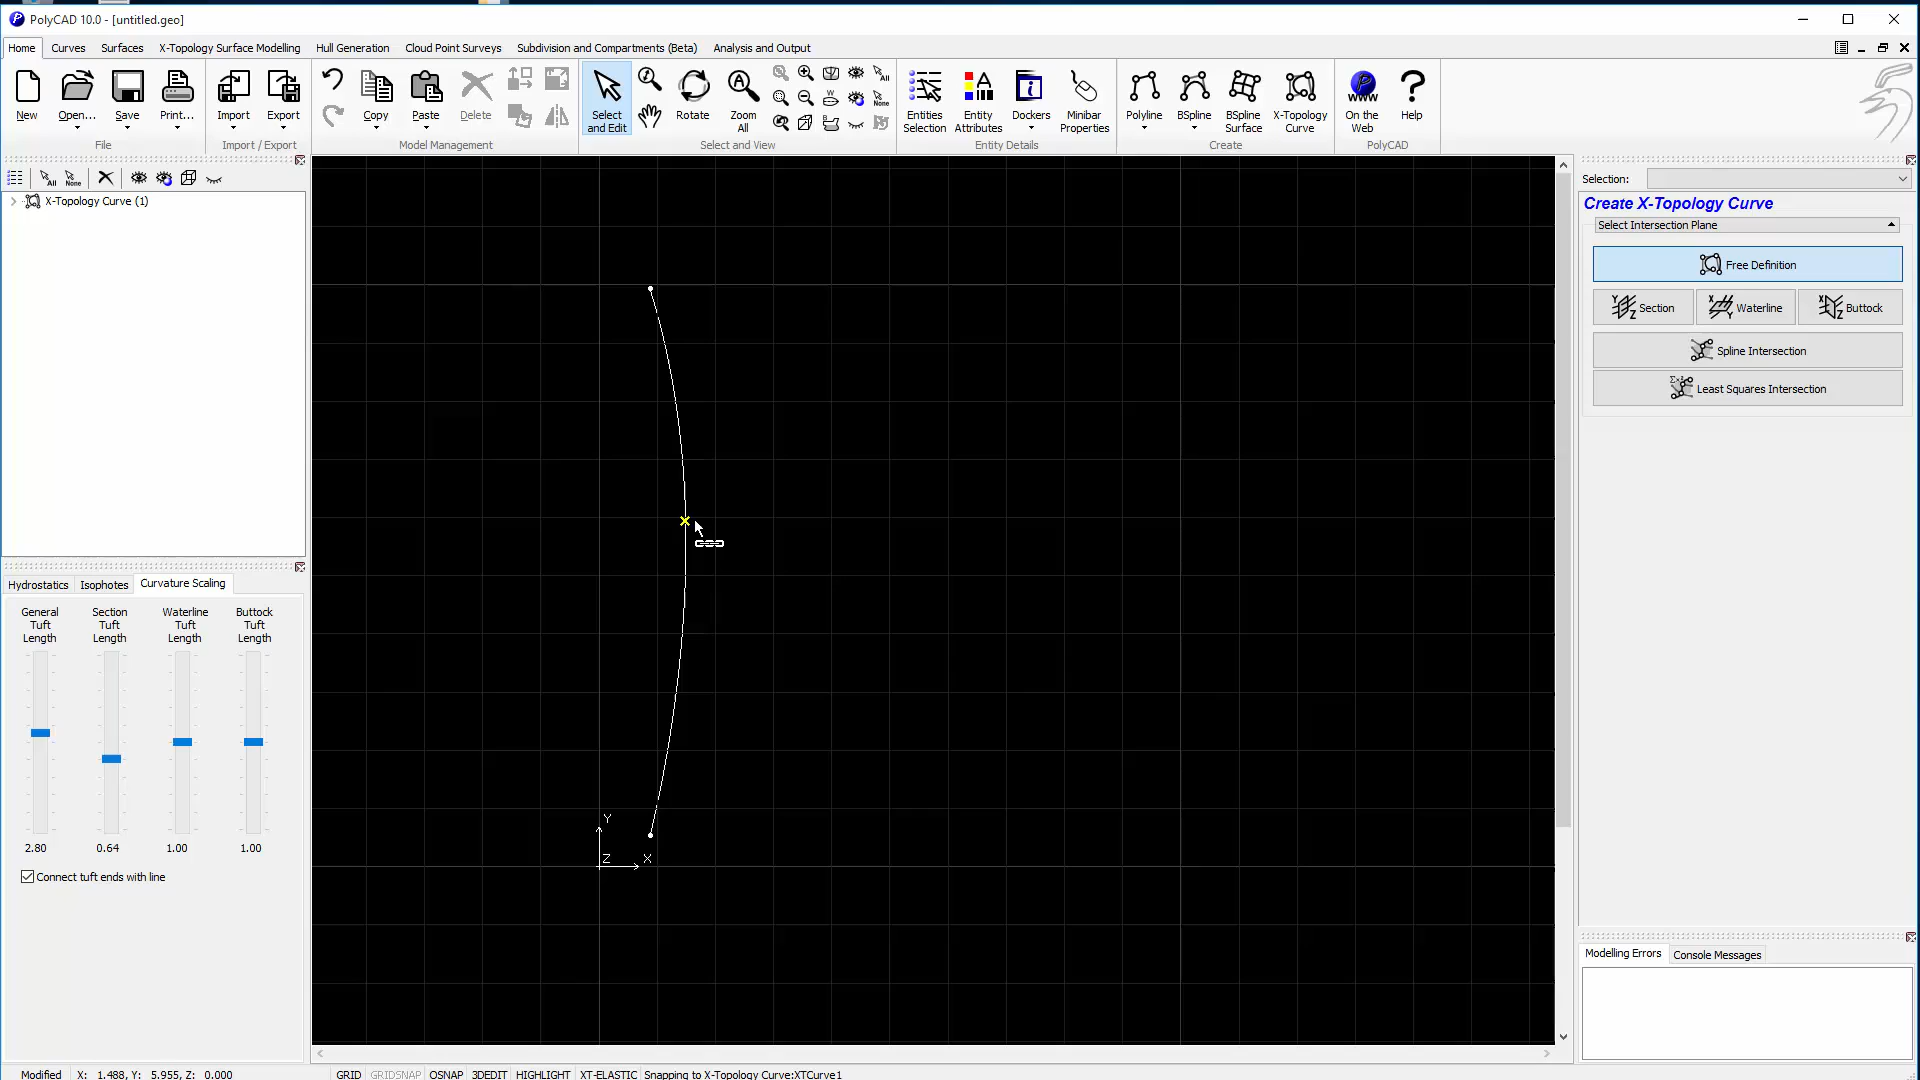 PolyCAD 10.0 - [untitled.geo]
Home Curves Surfaces X-Topology Surface Modelling Hull Generation Cloud Point Surveys Subdivision and Compartments (Beta) Analysis and Output
New Open... Save Print... Import Export Copy Paste Delete Select and Edit Rotate Zoom All Entities Selection Entity Attributes Dockers Minibar Properties Polyline BSpline BSpline Surface X-Topology Curve On the Web Help
File Import / Export Model Management Select and View Entity Details Create PolyCAD
All None
X-Topology Curve (1)
Selection:
Create X-Topology Curve
Select Intersection Plane
Free Definition
Section Waterline Buttock
Spline Intersection
Least Squares Intersection
Y
Z X
Hydrostatics Isophotes Curvature Scaling
General Tuft Length
Section Tuft Length
Waterline Tuft Length
Buttock Tuft Length
2.80 0.64 1.00 1.00
Connect tuft ends with line
Modelling Errors Console Messages
Modified X: 1.488, Y: 5.955, Z: 0.000 GRID GRIDSNAP OSNAP 3DEDIT HIGHLIGHT XT-ELASTIC Snapping to X-Topology Curve:XTCurve1